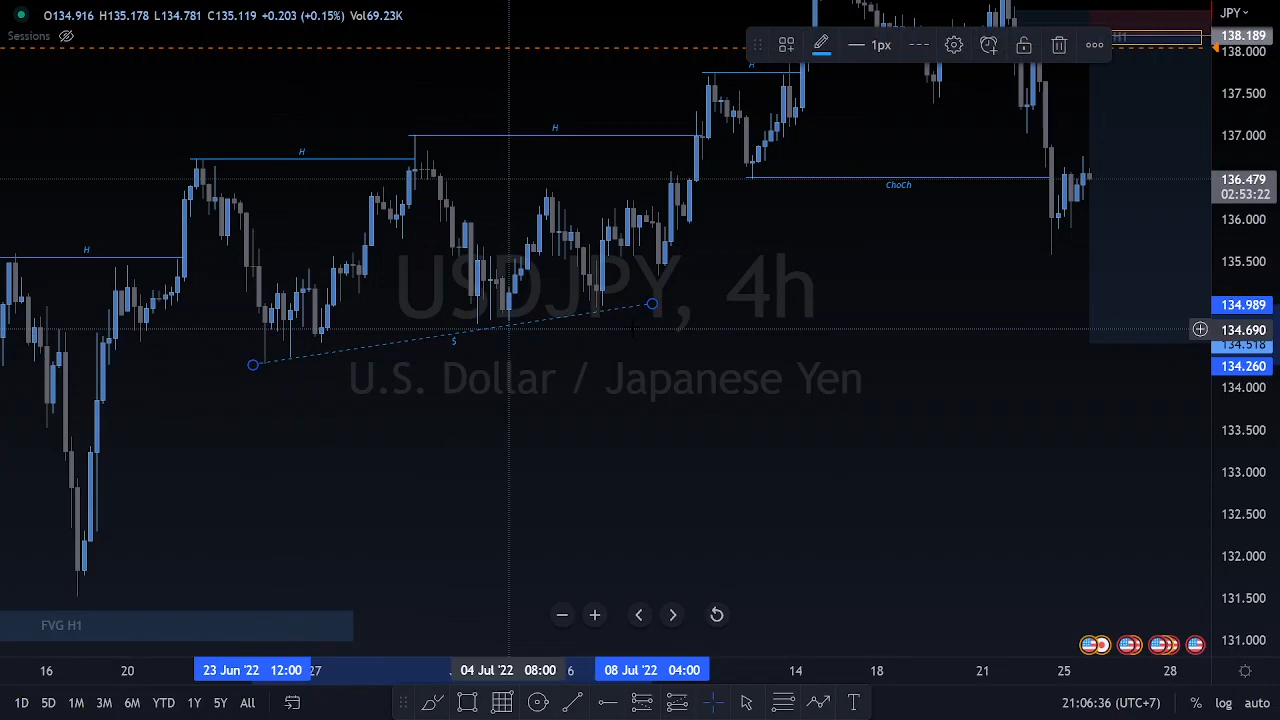 O134.916 H135.178 L134.781 C135.119 +0.203 (+0.15%) Vol69.23K
JPY
Sessions
H1
1px
138.189
138.000
137.500
137.000
136.479
02:53:22
136.000
135.500
134.989
134.690
134.518
134.260
134.000
133.500
133.000
132.500
132.000
131.500
131.000
H
H
H
H
ChoCh
$
USDJPY, 4h
U.S. Dollar / Japanese Yen
FVG H1
16
20
23 Jun '22 12:00
27
04 Jul '22 08:00
6
08 Jul '22 04:00
14
18
21
25
28
1D 5D 1M 3M 6M YTD 1Y 5Y All
21:06:36 (UTC+7)
% log auto